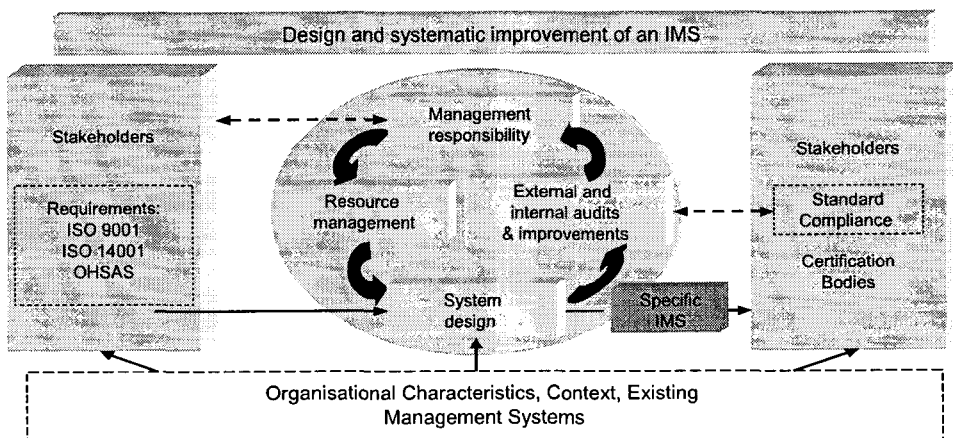 Design and systematic improvement of an IMS
Stakeholders
Requirements:
ISO 9001
ISO 14001
OHSAS
Management
responsibility
Resource
management
External and
internal audits
& improvements
System
design
Specific
IMS
Stakeholders
Standard
Compliance
Certification
Bodies
Organisational Characteristics, Context, Existing
Management Systems